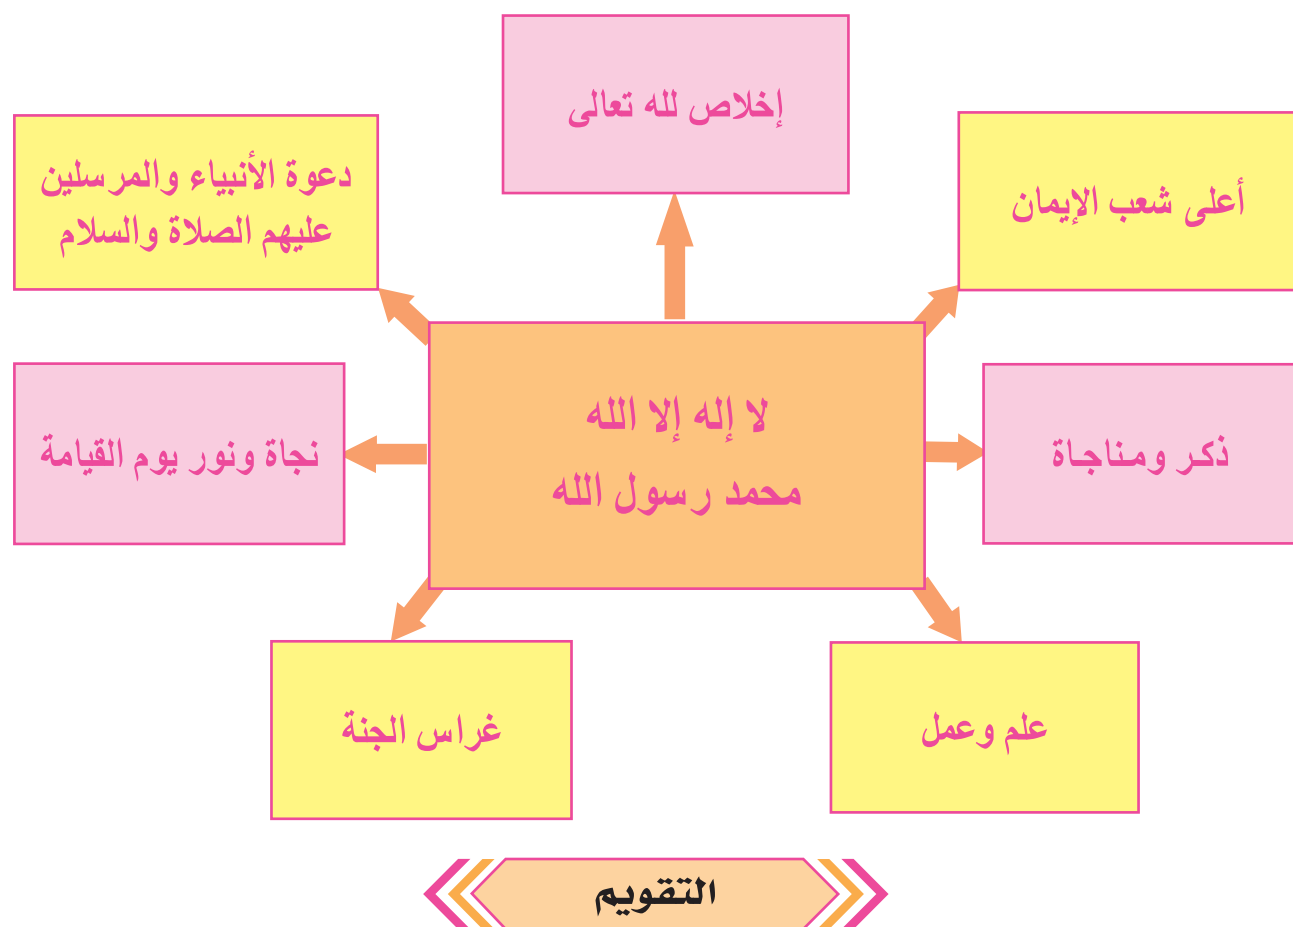 إخلاص لله تعالى
أعلى شعب الإيمان
دعوة الأنبياء والمرسلين
عليهم الصلاة والسلام
لا إله إلا الله
محمد رسول الله
ذكر ومناجاة
نجاة ونور يوم القيامة
علم وعمل
غراس الجنة
التقويم